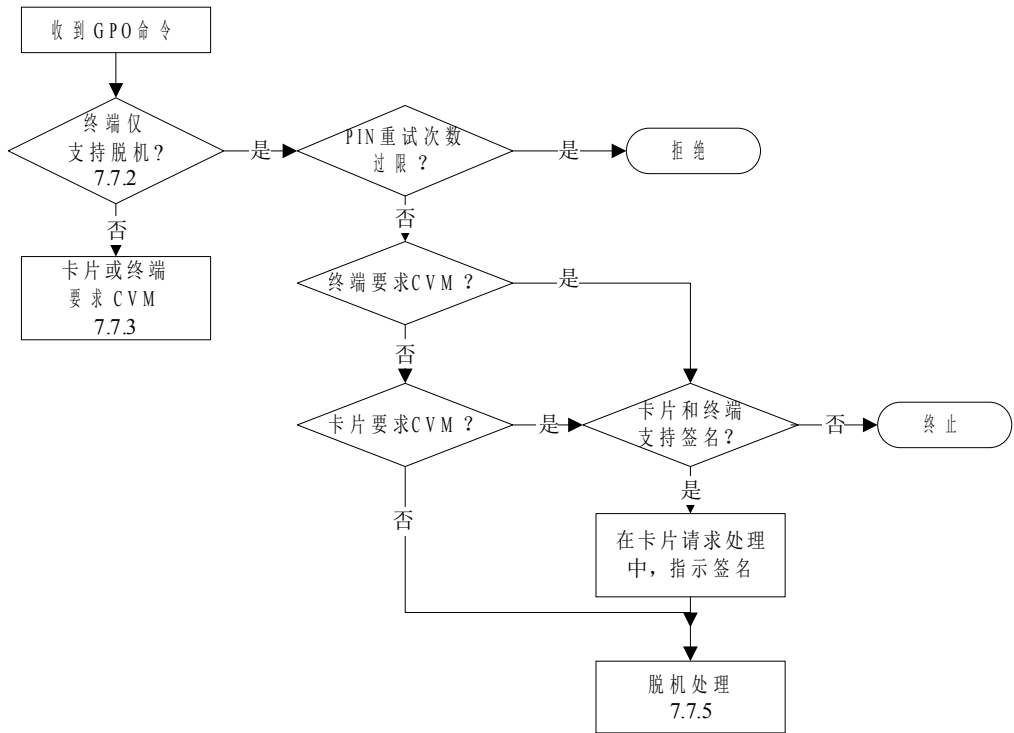 收到GPO命令
终端仅
支持脱机?
7.7.2
是
PIN重试次数
过限?
是
拒绝
否
否
卡片或终端
要求CVM
7.7.3
终端要求CVM?
是
否
卡片要求CVM?
是
卡片和终端
支持签名?
否
终止
是
否
在卡片请求处理
中，指示签名
脱机处理
7.7.5